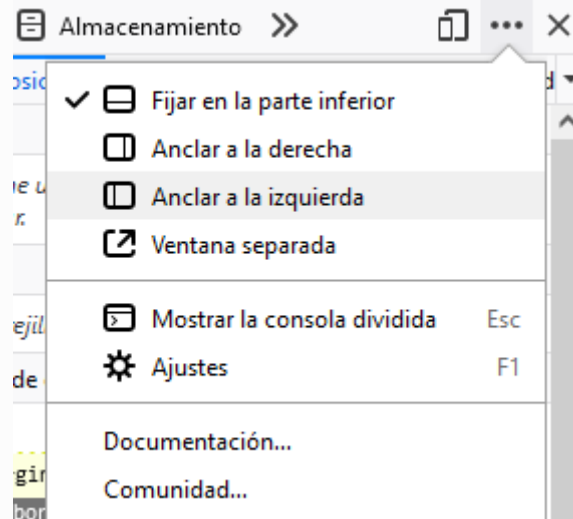 Almacenamiento
Fijar en la parte inferior
Anclar a la derecha
Anclar a la izquierda
Ventana separada
Mostrar la consola dividida Esc
Ajustes F1
de
Documentación...
Comunidad...